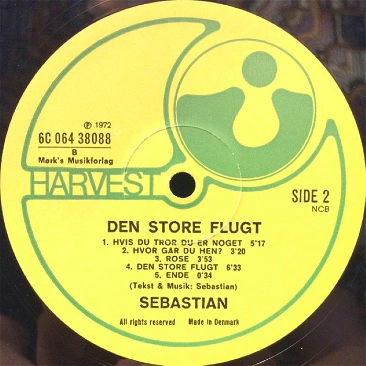 ℗ 1972
6C 064 38088
B
Mørk's Musikforlag
HARVEST
SIDE 2
NCB
DEN STORE FLUGT
1. HVIS DU TROR DU ER NOGET 5'17
2. HVOR GÅR DU HEN? 3'20
3. ROSE 3'53
4. DEN STORE FLUGT 6'33
5. ENDE 0'34
(Tekst & Musik: Sebastian)
SEBASTIAN
All rights reserved Made in Denmark